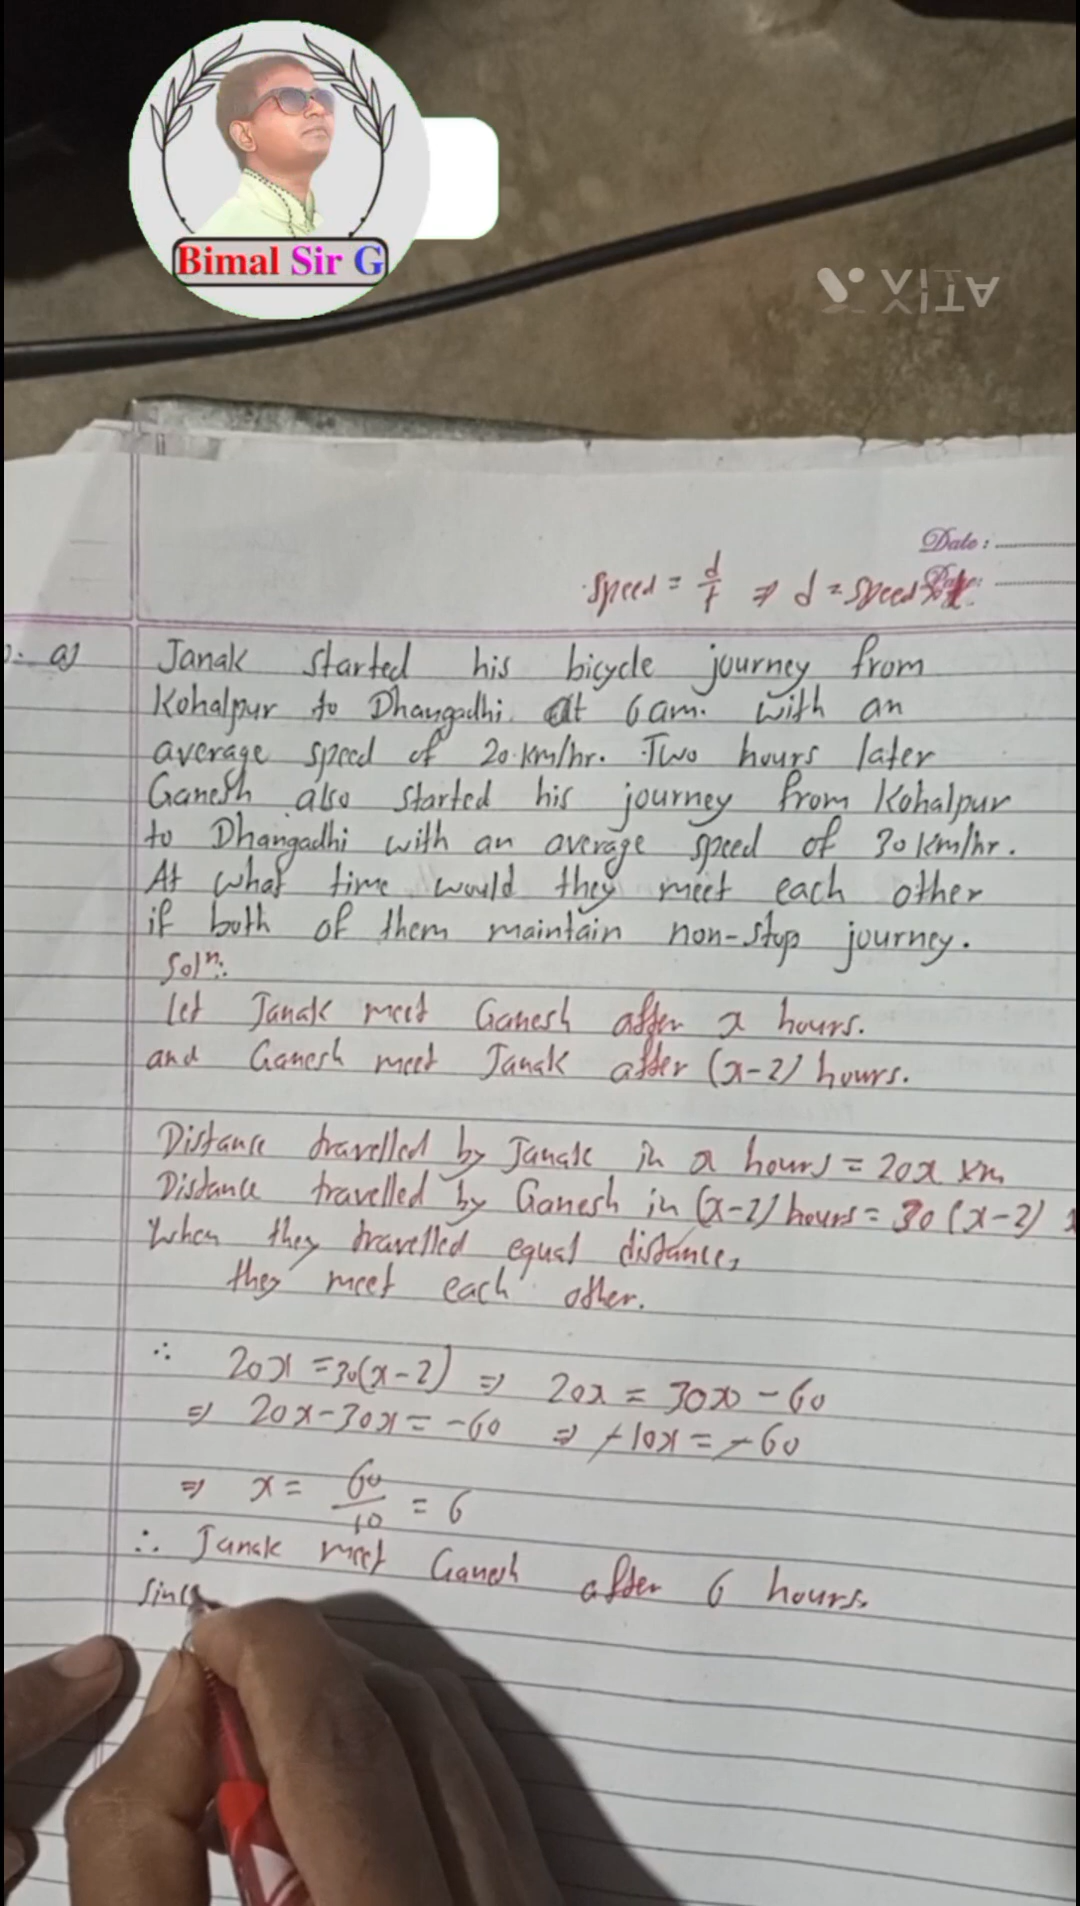 Bimal Sir G
VITA
Date:
Speed = d/t ⇒ d = speed
a) Janak started his bicycle journey from
Kohalpur to Dhangadhi at 6am. with an
average speed of 20 km/hr. Two hours later
Ganesh also started his journey from Kohalpur
to Dhangadhi with an average speed of 30 km/hr.
At what time would they meet each other
if both of them maintain non-stop journey.
Solⁿ:
Let Janak meet Ganesh after x hours.
and Ganesh meet Janak after (x-2) hours.
Distance travelled by Janak in x hours = 20x km
Distance travelled by Ganesh in (x-2) hours = 30(x-2)
When they travelled equal distance,
they meet each other.
∴ 20x = 30(x-2) ⇒ 20x = 30x - 60
⇒ 20x - 30x = -60 ⇒ -10x = -60
⇒ x = 60/10 = 6
∴ Janak meet Ganesh after 6 hours.